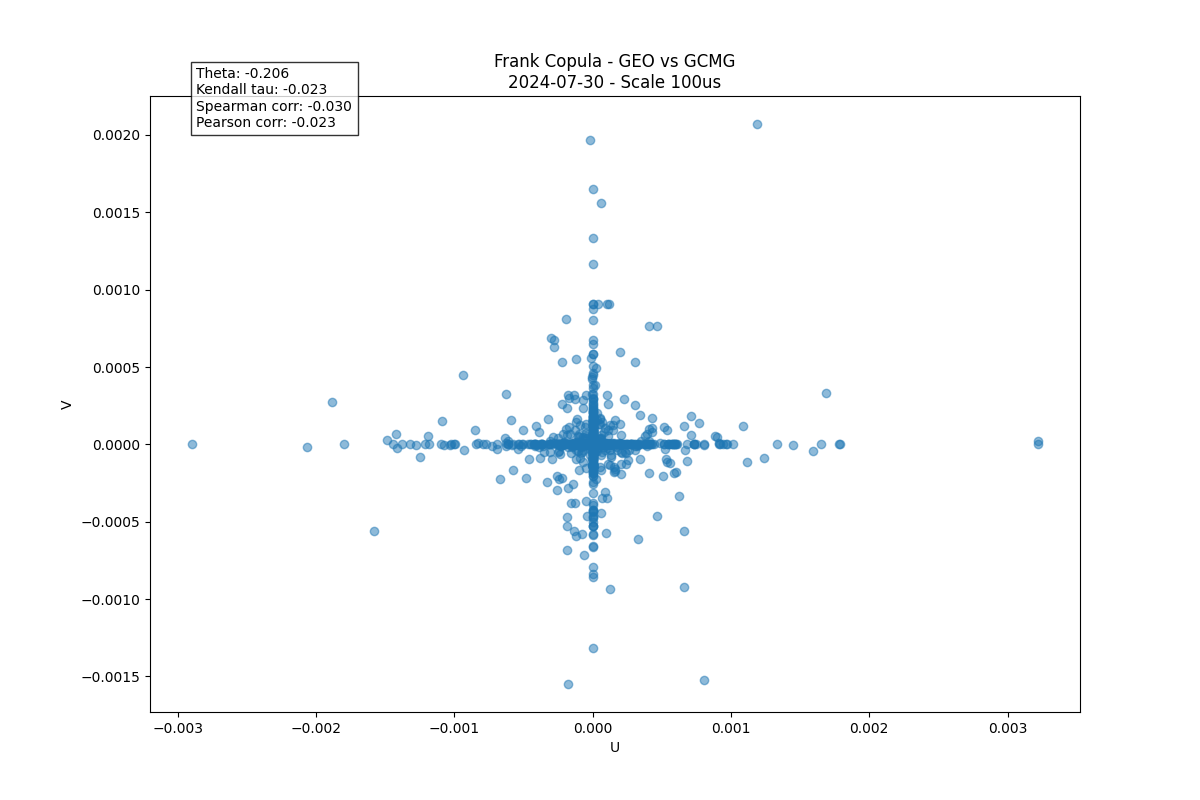 Frank Copula - GEO vs GCMG
2024-07-30 - Scale 100us
Theta: -0.206
Kendall tau: -0.023
Spearman corr: -0.030
Pearson corr: -0.023
V
0.0020
0.0015
0.0010
0.0005
0.0000
−0.0005
−0.0010
−0.0015
−0.003 −0.002 −0.001 0.000 0.001 0.002 0.003
U